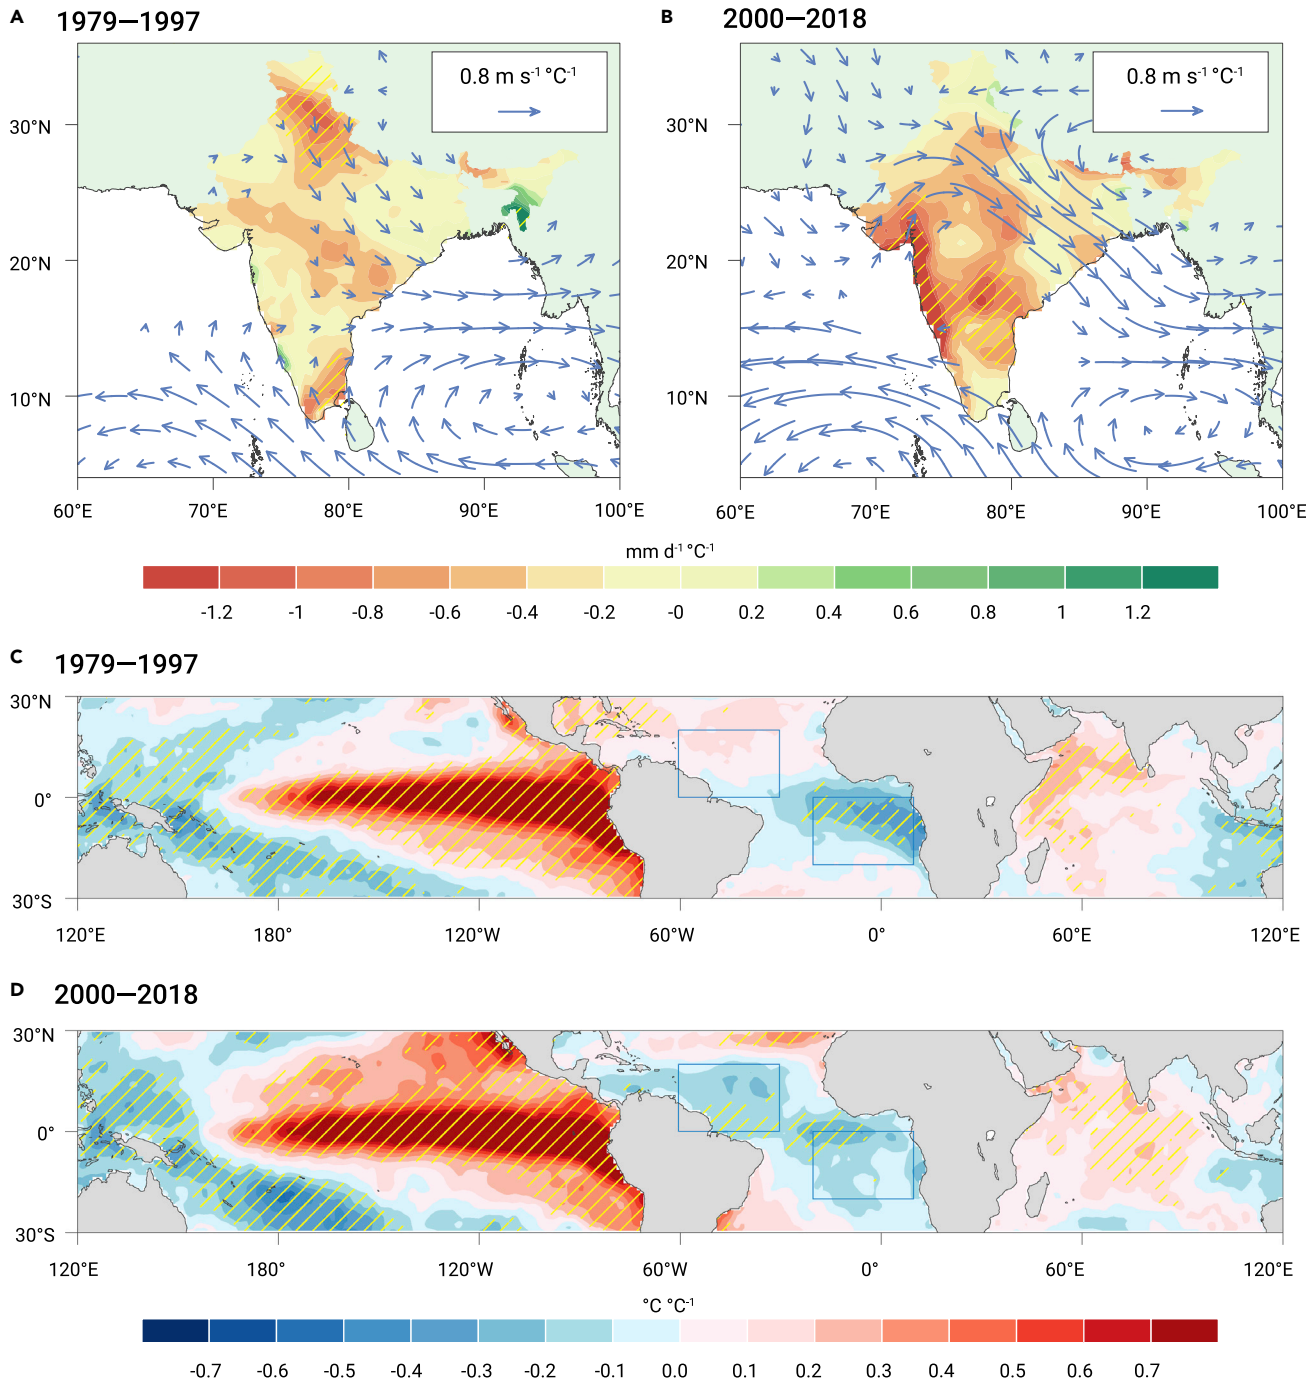 A 1979—1997
B 2000—2018
0.8 m s-1 °C-1
0.8 m s-1 °C-1
30°N
20°N
10°N
30°N
20°N
10°N
60°E 70°E 80°E 90°E 100°E
60°E 70°E 80°E 90°E 100°E
mm d-1 °C-1
-1.2 -1 -0.8 -0.6 -0.4 -0.2 -0 0.2 0.4 0.6 0.8 1 1.2
C 1979—1997
30°N
0°
30°S
120°E 180° 120°W 60°W 0° 60°E 120°E
D 2000—2018
30°N
0°
30°S
120°E 180° 120°W 60°W 0° 60°E 120°E
°C °C-1
-0.7 -0.6 -0.5 -0.4 -0.3 -0.2 -0.1 0.0 0.1 0.2 0.3 0.4 0.5 0.6 0.7